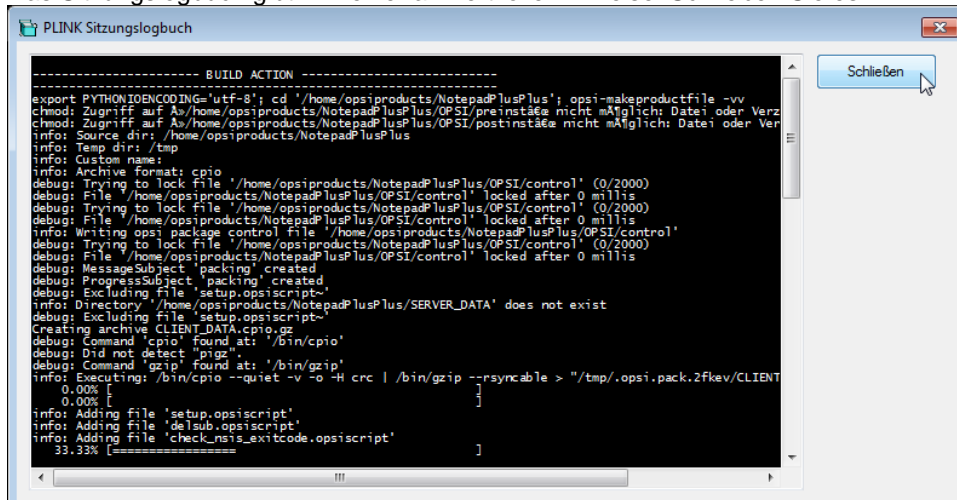 PLINK Sitzungslogbuch
Schließen
----------------------- BUILD ACTION ---------------------------
export PYTHONIOENCODING='utf-8'; cd '/home/opsiproducts/NotepadPlusPlus'; opsi-makeproductfile -vv
chmod: Zugriff auf Â»/home/opsiproducts/NotepadPlusPlus/OPSI/preinstâ€œ nicht mÃ¶glich: Datei oder Verz
chmod: Zugriff auf Â»/home/opsiproducts/NotepadPlusPlus/OPSI/postinstâ€œ nicht mÃ¶glich: Datei oder Ver
info: Source dir: /home/opsiproducts/NotepadPlusPlus
info: Temp dir: /tmp
info: Custom name:
info: Archive format: cpio
debug: Trying to lock file '/home/opsiproducts/NotepadPlusPlus/OPSI/control' (0/2000)
debug: File '/home/opsiproducts/NotepadPlusPlus/OPSI/control' locked after 0 millis
debug: Trying to lock file '/home/opsiproducts/NotepadPlusPlus/OPSI/control' (0/2000)
debug: File '/home/opsiproducts/NotepadPlusPlus/OPSI/control' locked after 0 millis
info: Writing opsi package control file '/home/opsiproducts/NotepadPlusPlus/OPSI/control'
debug: Trying to lock file '/home/opsiproducts/NotepadPlusPlus/OPSI/control' (0/2000)
debug: File '/home/opsiproducts/NotepadPlusPlus/OPSI/control' locked after 0 millis
debug: MessageSubject 'packing' created
debug: ProgressSubject 'packing' created
debug: Excluding file 'setup.opsiscript~'
info: Directory '/home/opsiproducts/NotepadPlusPlus/SERVER_DATA' does not exist
debug: Excluding file 'setup.opsiscript~'
Creating archive CLIENT_DATA.cpio.gz
debug: Command 'cpio' found at: '/bin/cpio'
debug: Did not detect "pigz".
debug: Command 'gzip' found at: '/bin/gzip'
info: Executing: /bin/cpio --quiet -v -o -H crc | /bin/gzip --rsyncable > "/tmp/.opsi.pack.2fkev/CLIENT
0.00% [ ]
0.00% [ ]
info: Adding file 'setup.opsiscript'
info: Adding file 'delsub.opsiscript'
info: Adding file 'check_nsis_exitcode.opsiscript'
33.33% [================= ]